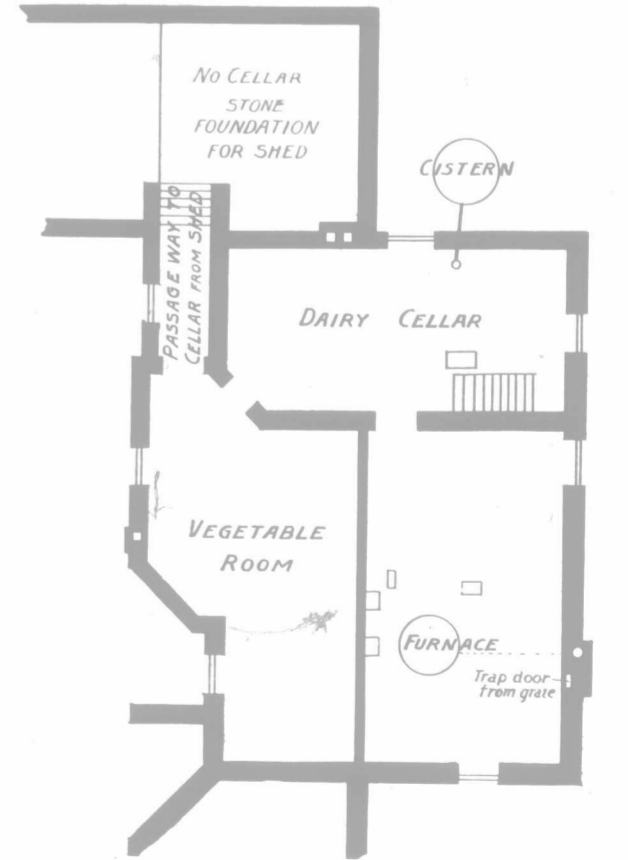 NO CELLAR
STONE
FOUNDATION
FOR SHED
CISTERN
PASSAGE WAY TO
CELLAR FROM SHED
DAIRY CELLAR
VEGETABLE
ROOM
FURNACE
Trap door
from grate